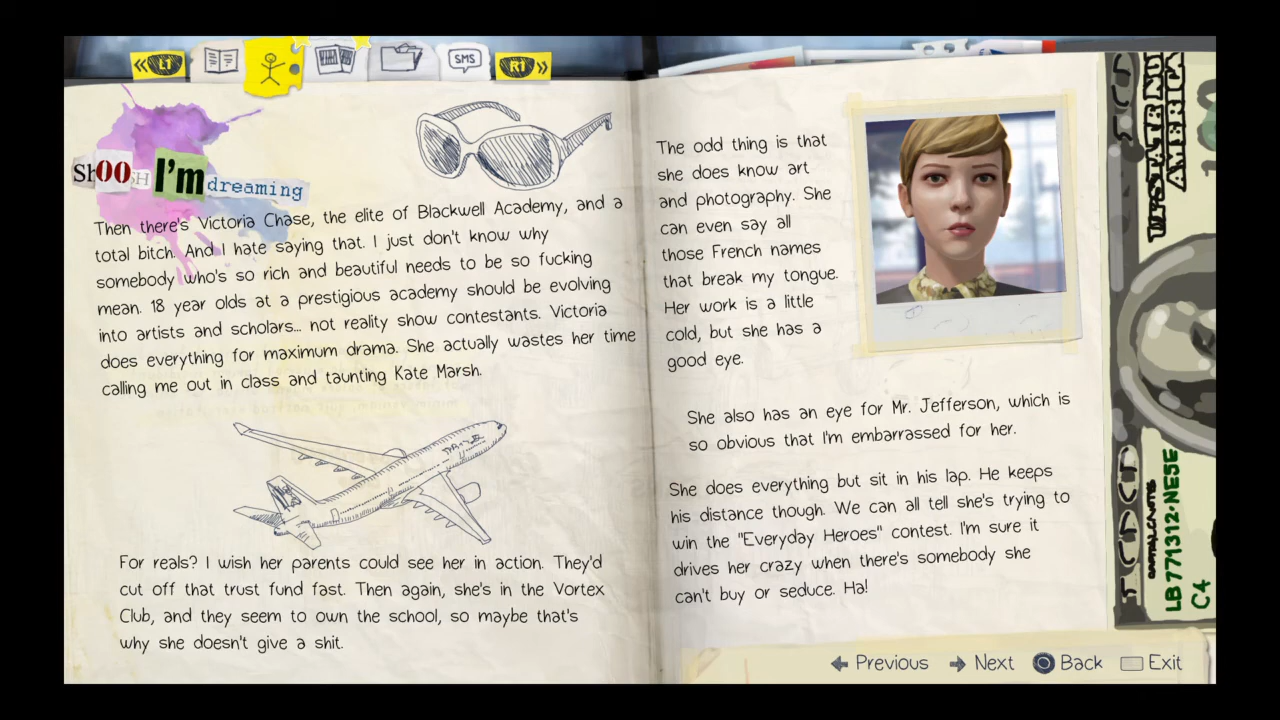 LT
SMS
R1
ShOOSH I'm dreaming
Then there's Victoria Chase, the elite of Blackwell Academy, and a
total bitch. And I hate saying that. I just don't know why
somebody who's so rich and beautiful needs to be so fucking
mean. 18 year olds at a prestigious academy should be evolving
into artists and scholars... not reality show contestants. Victoria
does everything for maximum drama. She actually wastes her time
calling me out in class and taunting Kate Marsh.
For reals? I wish her parents could see her in action. They'd
cut off that trust fund fast. Then again, she's in the Vortex
Club, and they seem to own the school, so maybe that's
why she doesn't give a shit.
The odd thing is that
she does know art
and photography. She
can even say all
those French names
that break my tongue.
Her work is a little
cold, but she has a
good eye.
She also has an eye for Mr. Jefferson, which is
so obvious that I'm embarrassed for her.
She does everything but sit in his lap. He keeps
his distance though. We can all tell she's trying to
win the "Everyday Heroes" contest. I'm sure it
drives her crazy when there's somebody she
can't buy or seduce. Ha!
AMERICA
LB771312-NE5E
C4
Previous Next Back Exit